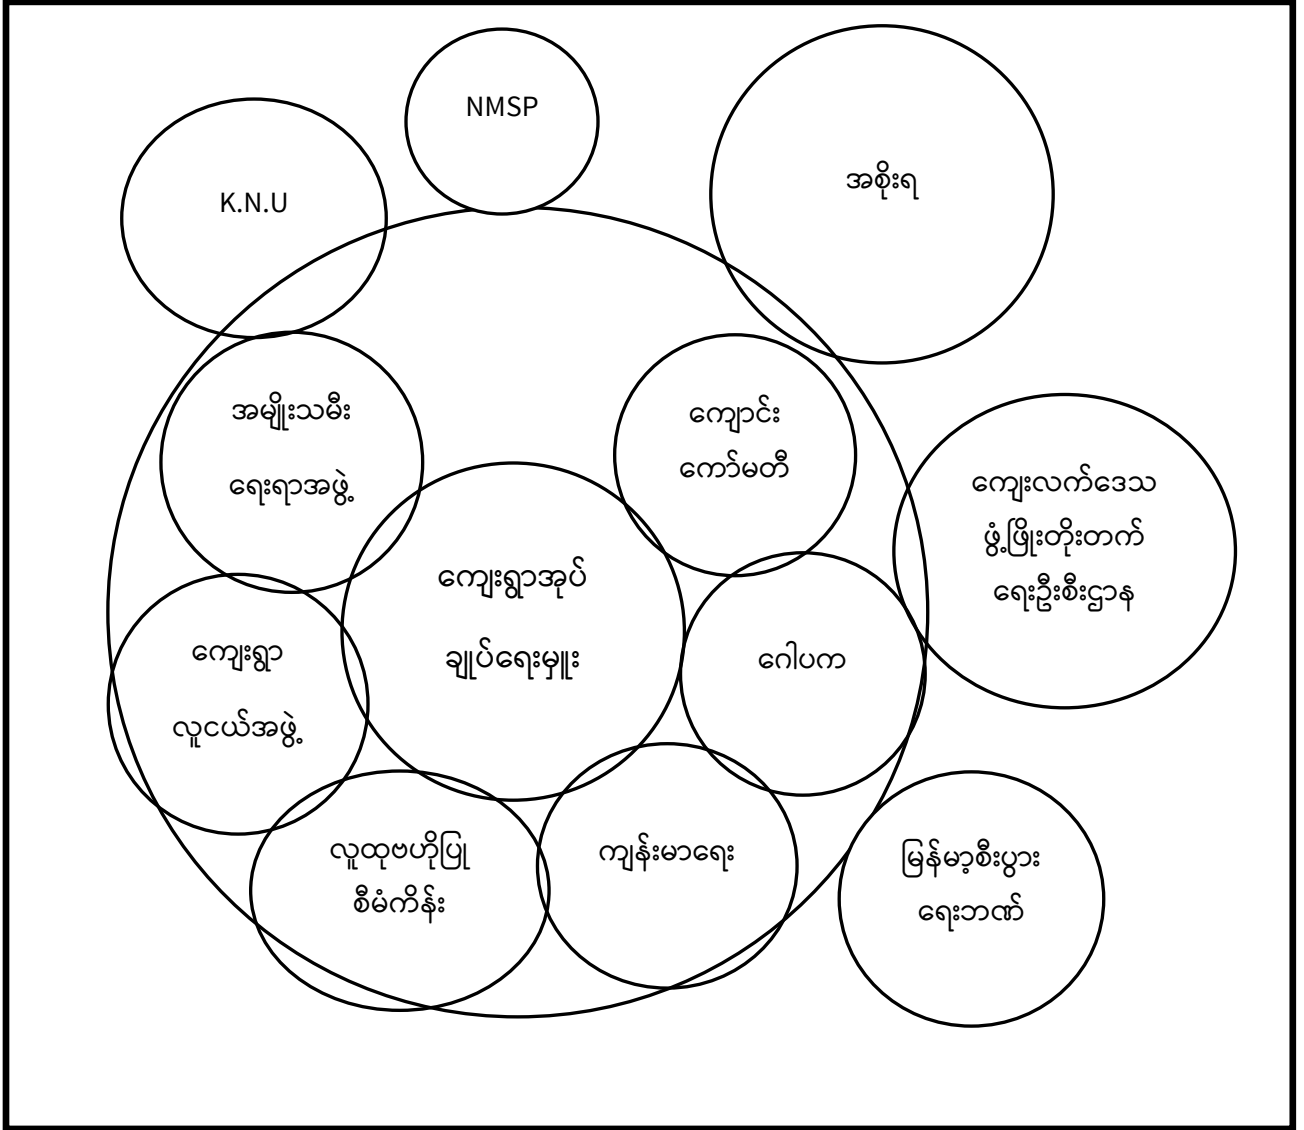 NMSP
K.N.U
အစိုးရ
အမျိုးသမီး
ရေးရာအဖွဲ့
ကျောင်း
ကော်မတီ
ကျေးလက်ဒေသ
ဖွံ့ဖြိုးတိုးတက်
ရေးဦးစီးဌာန
ကျေးရွာအုပ်
ချုပ်ရေးမှူး
ကျေးရွာ
လူငယ်အဖွဲ့
ဂေါပက
လူထုဗဟိုပြု
စီမံကိန်း
ကျန်းမာရေး
မြန်မာ့စီးပွား
ရေးဘဏ်